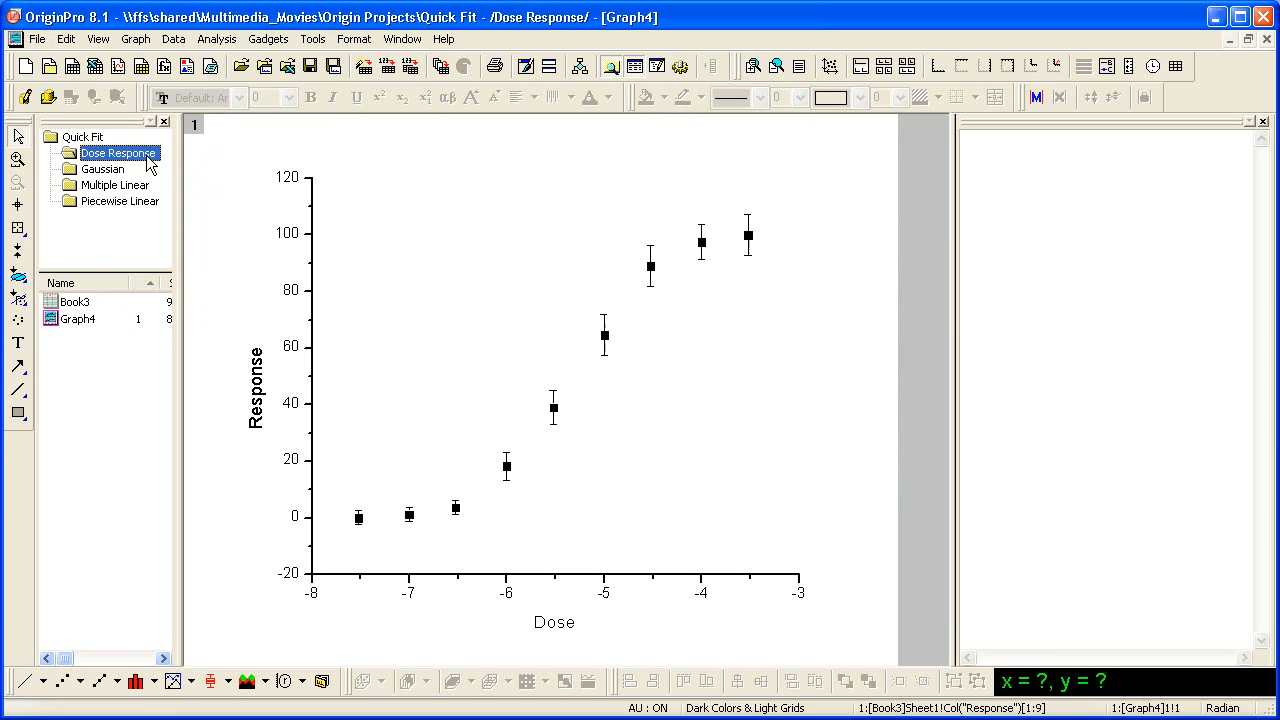 OriginPro 8.1 - \\ffs\shared\Multimedia_Movies\Origin Projects\Quick Fit - /Dose Response/ - [Graph4]
File Edit View Graph Data Analysis Gadgets Tools Format Window Help
Default: Ar 0 B I U x² x₂ αβ A A A 0 0 M
Quick Fit
Dose Response
Gaussian
Multiple Linear
Piecewise Linear
Name S
Book3 9
Graph4 1 8
T
1
120
100
80
60
40
20
0
-20
-8 -7 -6 -5 -4 -3
Response
Dose
x = ?, y = ?
AU : ON Dark Colors & Light Grids 1:[Book3]Sheet1!Col("Response")[1:9] 1:[Graph4]1!1 Radian